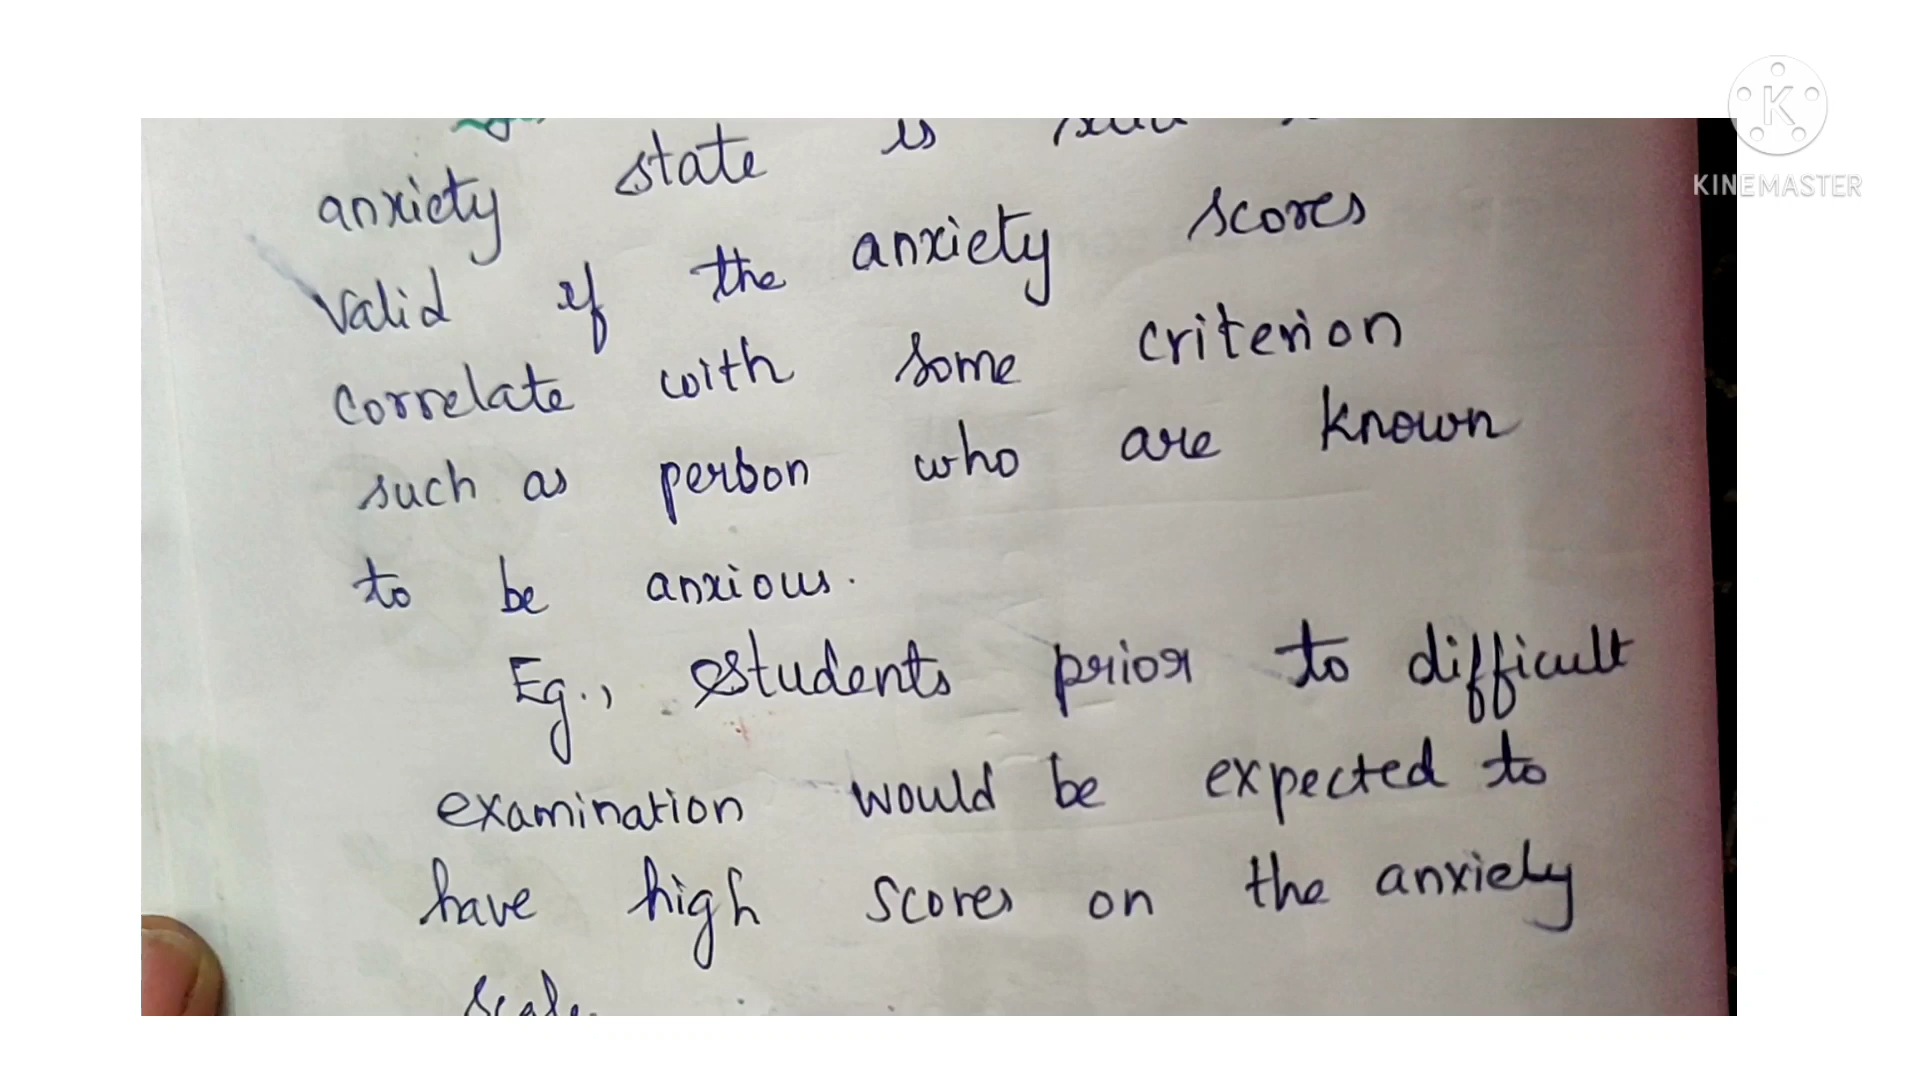 anxiety state is
valid if the anxiety scores
correlate with some criterion
such as person who are known
to be anxious.
Eg., students prior to difficult
examination would be expected to
have high scores on the anxiety
scale.
K
KINEMASTER